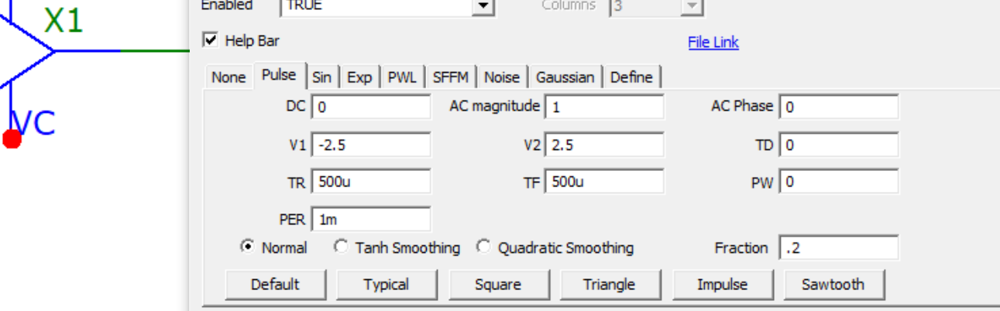 Enabled TRUE Columns 3
X1
Help Bar File Link
None Pulse Sin Exp PWL SFFM Noise Gaussian Define
DC 0 AC magnitude 1 AC Phase 0
VC
V1 -2.5 V2 2.5 TD 0
TR 500u TF 500u PW 0
PER 1m
Normal Tanh Smoothing Quadratic Smoothing Fraction .2
Default Typical Square Triangle Impulse Sawtooth